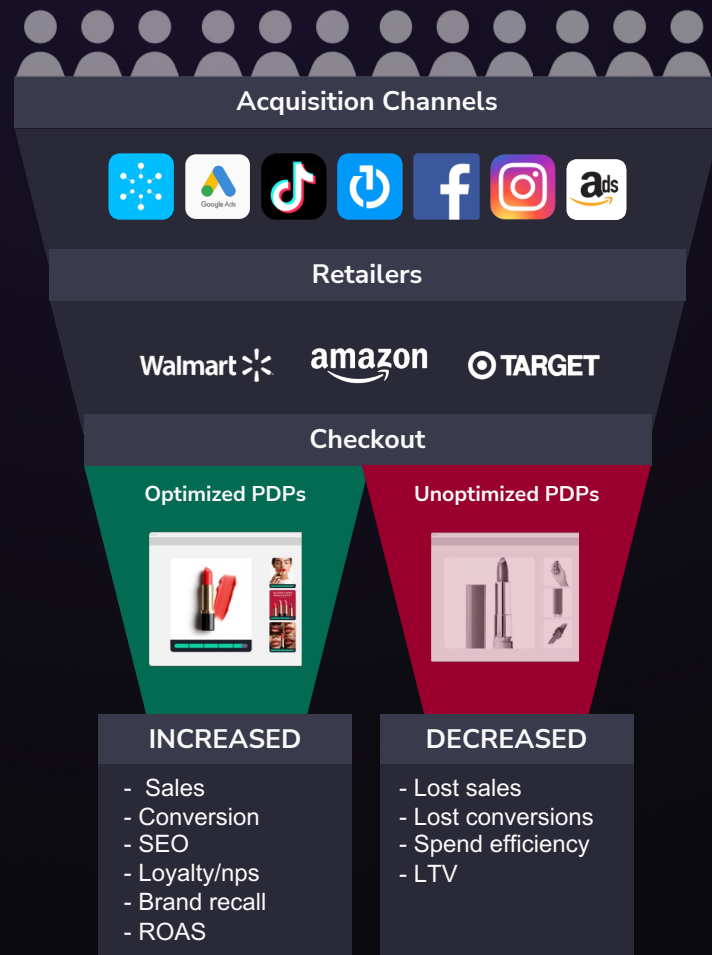 Acquisition Channels
Google Ads
ads
Retailers
Walmart
amazon
TARGET
Checkout
Optimized PDPs
Unoptimized PDPs
INCREASED
- Sales
- Conversion
- SEO
- Loyalty/nps
- Brand recall
- ROAS
DECREASED
- Lost sales
- Lost conversions
- Spend efficiency
- LTV